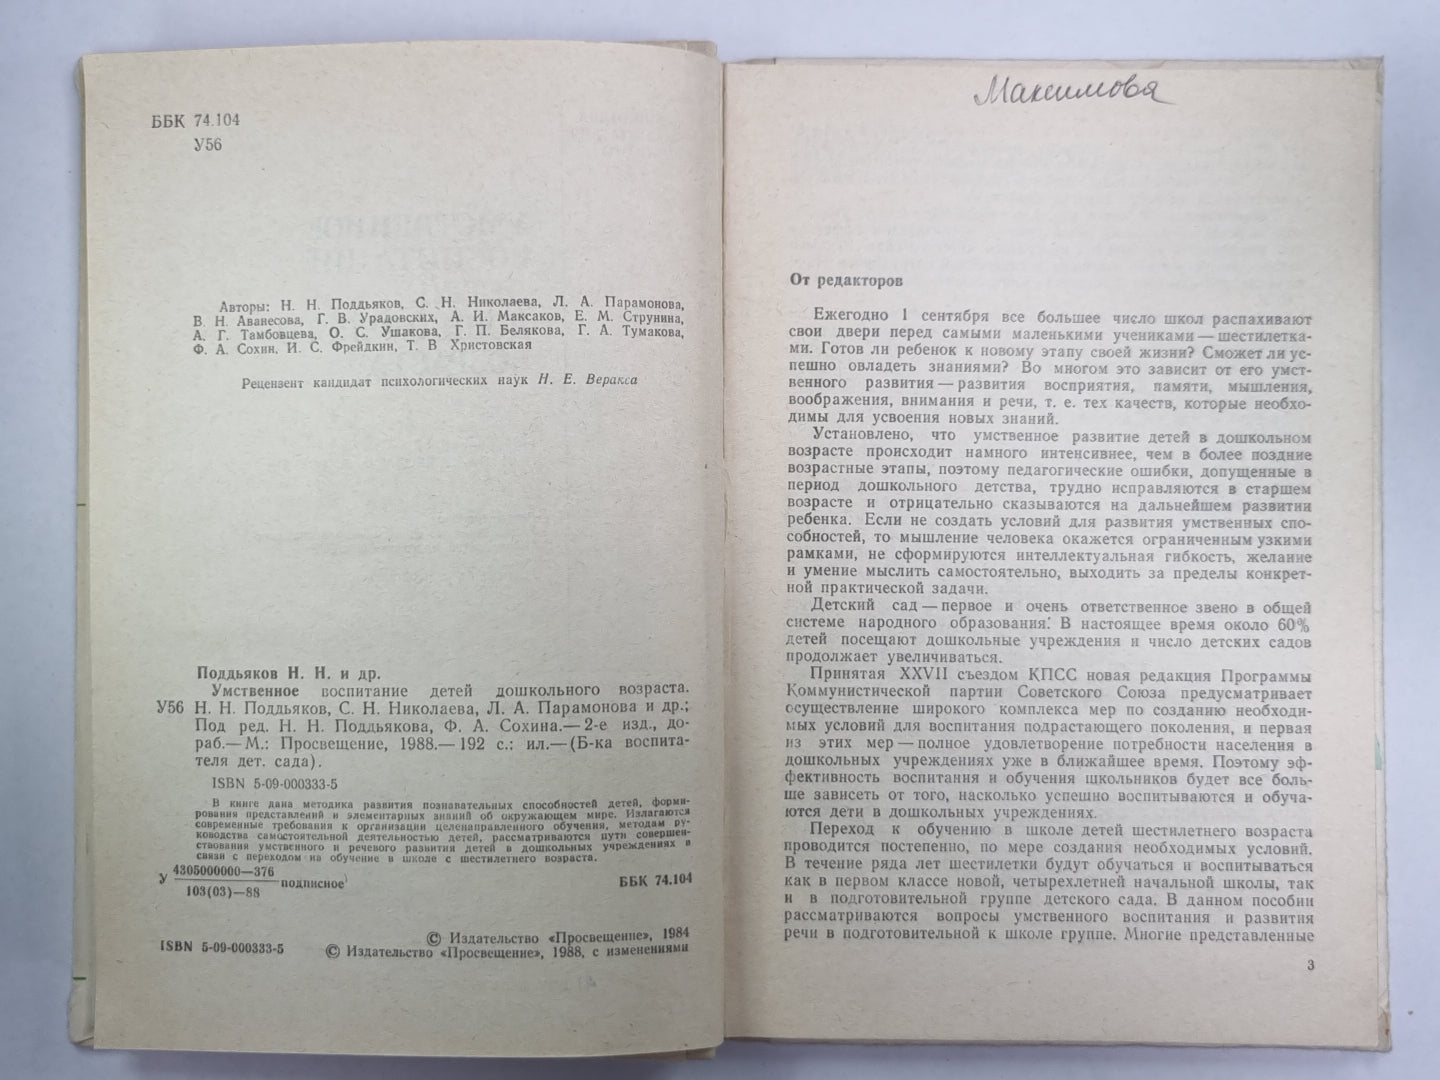 ББК 74.104
У56
Авторы: Н. Н. Поддьяков, С. Н. Николаева, Л. А. Парамонова,
В. Н. Аванесова, Г. В. Урадовских, А. И. Максаков, Е. М. Струнина,
А. Г. Тамбовцева, О. С. Ушакова, Г. П. Белякова, Г. А. Тумакова,
Ф. А. Сохин, И. С. Фрейдкин, Т. В Христовская
Рецензент кандидат психологических наук Н. Е. Веракса
Поддьяков Н. Н. и др.
Умственное воспитание детей дошкольного возраста.
У56 Н. Н. Поддьяков, С. Н. Николаева, Л. А. Парамонова и др.;
Под ред. Н. Н. Поддьякова, Ф. А. Сохина.— 2-е изд., до-
раб.— М.: Просвещение, 1988.— 192 с.: ил.— (Б-ка воспита-
теля дет. сада).
ISBN 5-09-000333-5
В книге дана методика развития познавательных способностей детей, форми-
рования представлений и элементарных знаний об окружающем мире. Излагаются
современные требования к организации целенаправленного обучения, методам ру-
ководства самостоятельной деятельностью детей, рассматриваются пути совершен-
ствования умственного и речевого развития детей в дошкольных учреждениях в
связи с переходом на обучение в школе с шестилетнего возраста.
У 4305000000—376
103(03)—88 подписное
ББК 74.104
ISBN 5-09-000333-5
© Издательство «Просвещение», 1984
© Издательство «Просвещение», 1988, с изменениями
Максимова
От редакторов
Ежегодно 1 сентября все большее число школ распахивают
свои двери перед самыми маленькими учениками — шестилетка-
ми. Готов ли ребенок к новому этапу своей жизни? Сможет ли ус-
пешно овладеть знаниями? Во многом это зависит от его умст-
венного развития — развития восприятия, памяти, мышления,
воображения, внимания и речи, т. е. тех качеств, которые необхо-
димы для усвоения новых знаний.
Установлено, что умственное развитие детей в дошкольном
возрасте происходит намного интенсивнее, чем в более поздние
возрастные этапы, поэтому педагогические ошибки, допущенные в
период дошкольного детства, трудно исправляются в старшем
возрасте и отрицательно сказываются на дальнейшем развитии
ребенка. Если не создать условий для развития умственных спо-
собностей, то мышление человека окажется ограниченным узкими
рамками, не сформируются интеллектуальная гибкость, желание
и умение мыслить самостоятельно, выходить за пределы конкрет-
ной практической задачи.
Детский сад — первое и очень ответственное звено в общей
системе народного образования. В настоящее время около 60%
детей посещают дошкольные учреждения и число детских садов
продолжает увеличиваться.
Принятая XXVII съездом КПСС новая редакция Программы
Коммунистической партии Советского Союза предусматривает
осуществление широкого комплекса мер по созданию необходи-
мых условий для воспитания подрастающего поколения, и первая
из этих мер — полное удовлетворение потребности населения в
дошкольных учреждениях уже в ближайшее время. Поэтому эф-
фективность воспитания и обучения школьников будет все боль-
ше зависеть от того, насколько успешно воспитываются и обуча-
ются дети в дошкольных учреждениях.
Переход к обучению в школе детей шестилетнего возраста
проводится постепенно, по мере создания необходимых условий.
В течение ряда лет шестилетки будут обучаться и воспитываться
как в первом классе новой, четырехлетней начальной школы, так
и в подготовительной группе детского сада. В данном пособии
рассматриваются вопросы умственного воспитания и развития
речи в подготовительной к школе группе. Многие представленные
3